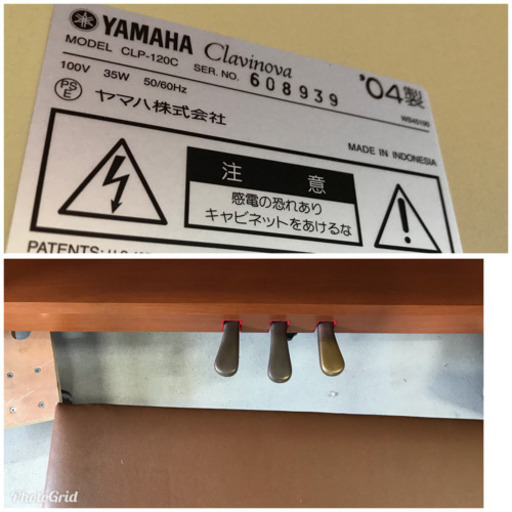 YAMAHA Clavinova
MODEL CLP-120C SER. NO. 608939 '04製
100V 35W 50/60Hz
PSE ヤマハ株式会社
MADE IN INDONESIA
注意
感電の恐れあり
キャビネットをあけるな
PATENTS:
PhotoGrid